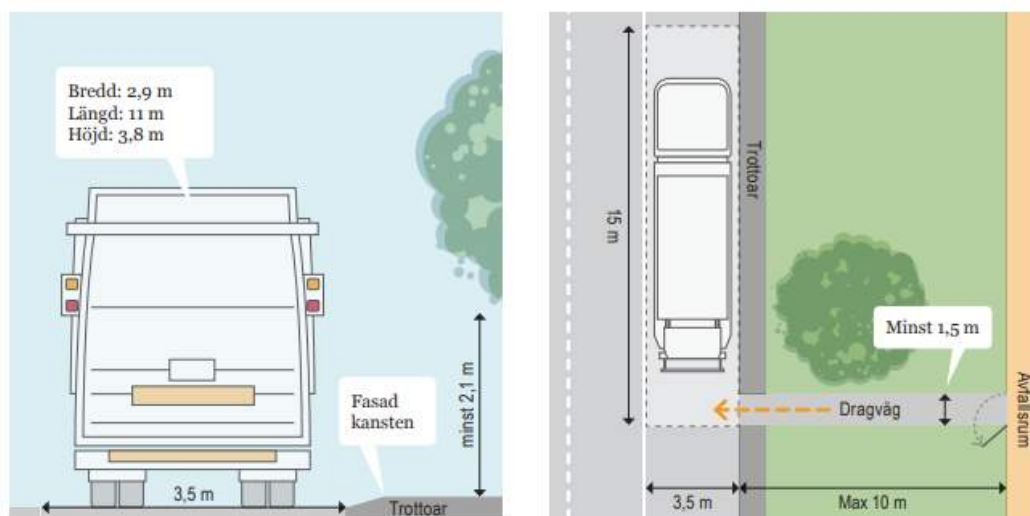 Bredd: 2,9 m
Längd: 11 m
Höjd: 3,8 m
minst 2,1 m
Fasad
kansten
3,5 m
Trottoar
15 m
Trottoar
Minst 1,5 m
Dragväg
Avfallsrum
3,5 m
Max 10 m